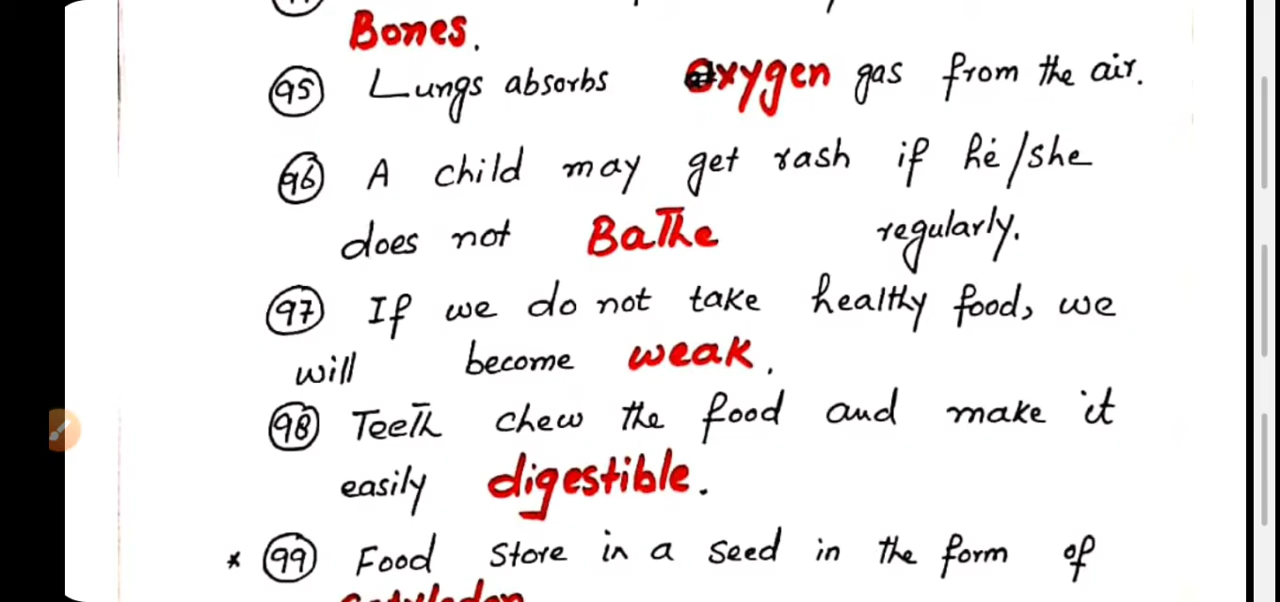 Bones.
95 Lungs absorbs oxygen gas from the air.
96 A child may get rash if he/she
does not Bathe regularly.
97 If we do not take healthy food, we
will become weak.
98 Teeth chew the food and make it
easily digestible.
* 99 Food store in a seed in the form of